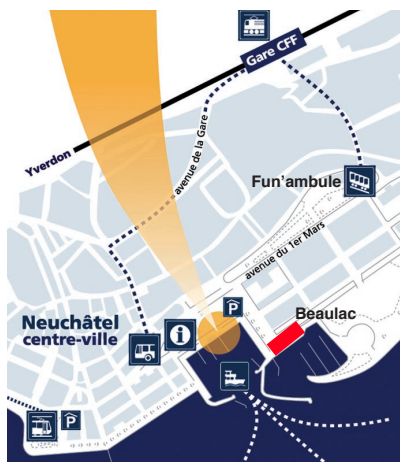 Gare CFF
Yverdon
avenue de la Gare
Fun'ambule
avenue du 1er Mars
P
Beaulac
Neuchâtel
centre-ville
i
P